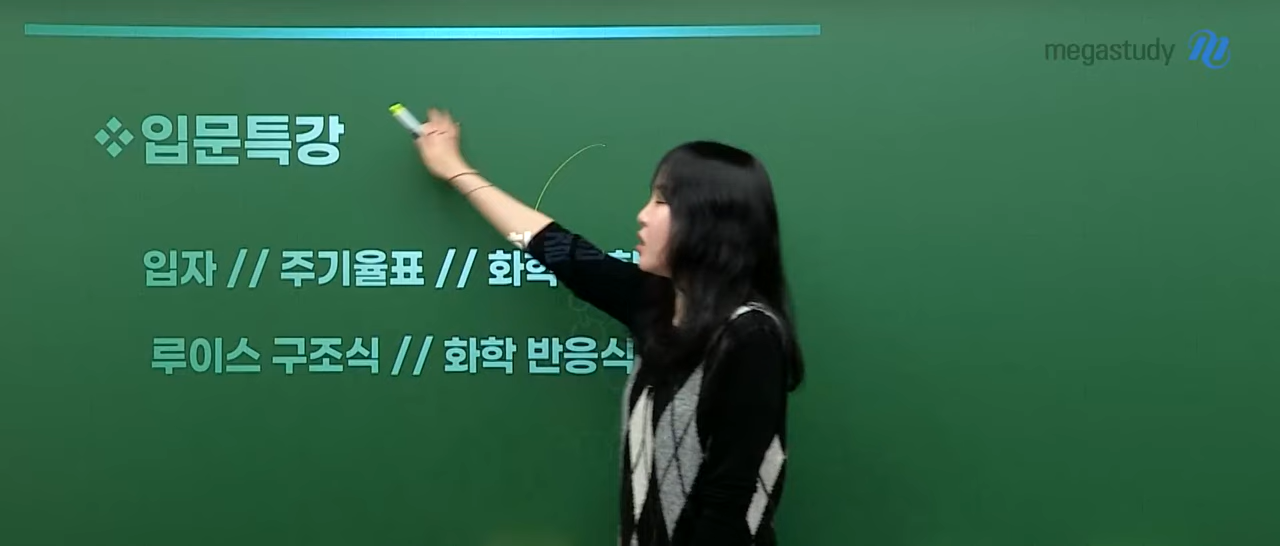 megastudy
입문특강
입자 // 주기율표 // 화학
루이스 구조식 // 화학 반응식